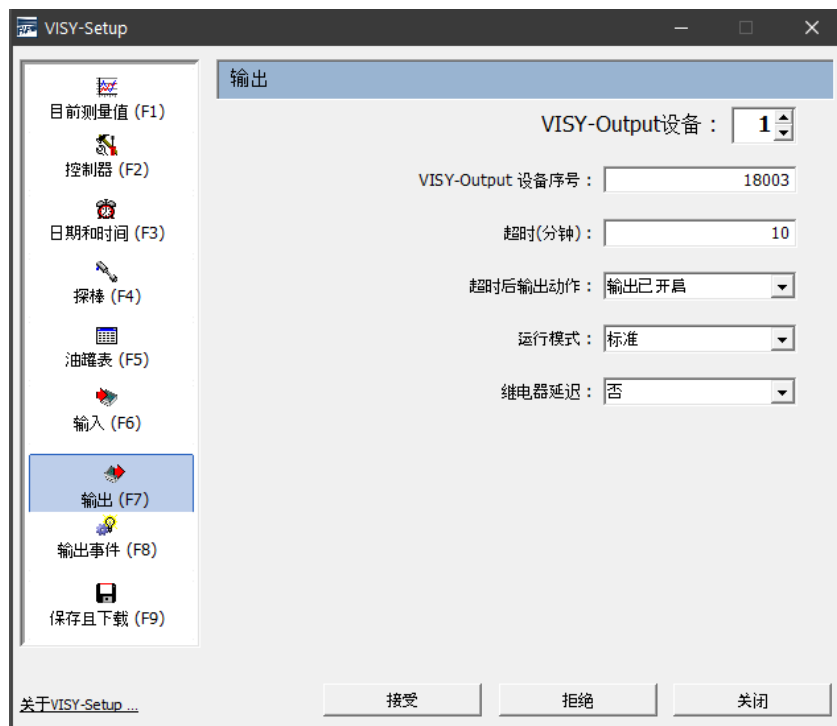 VISY-Setup
目前测量值 (F1)
控制器 (F2)
日期和时间 (F3)
探棒 (F4)
油罐表 (F5)
输入 (F6)
输出 (F7)
输出事件 (F8)
保存且下载 (F9)
关于VISY-Setup ...
输出
VISY-Output设备： 1
VISY-Output 设备序号： 18003
超时(分钟)： 10
超时后输出动作： 输出已开启
运行模式： 标准
继电器延迟： 否
接受 拒绝 关闭